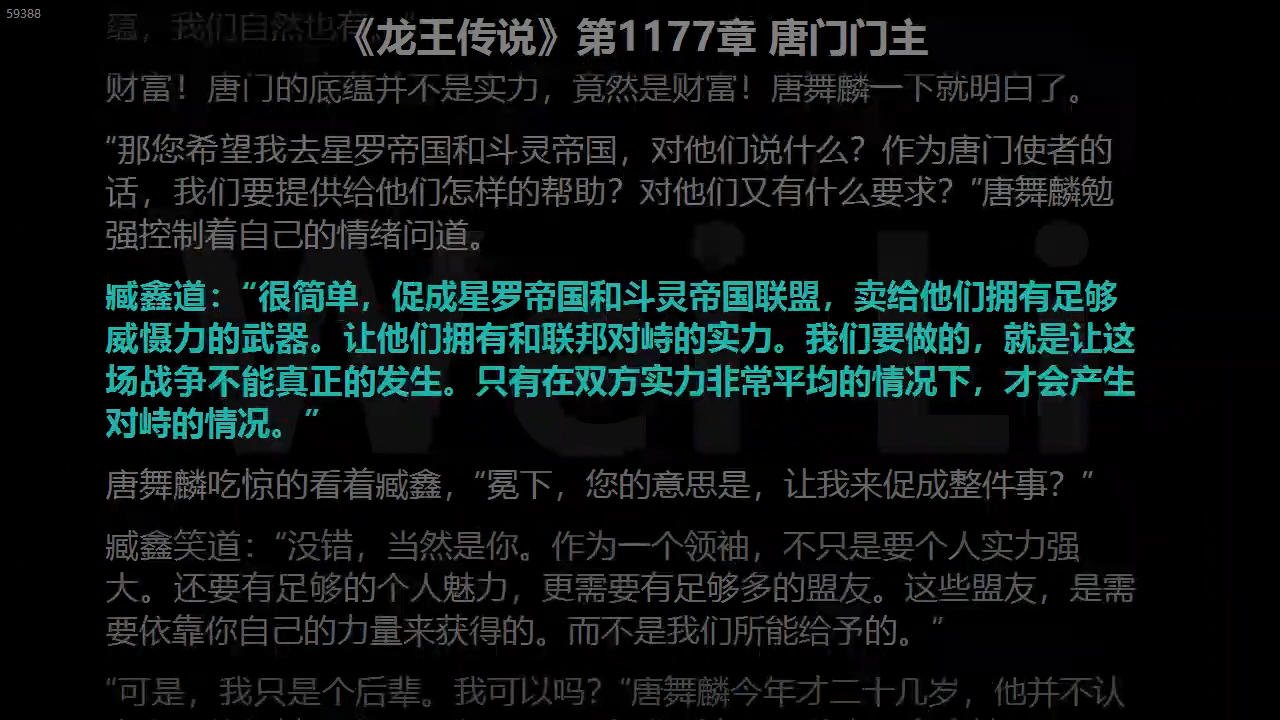 59388
《龙王传说》第1177章 唐门门主
蕴，我们自然也有。”
财富！唐门的底蕴并不是实力，竟然是财富！唐舞麟一下就明白了。
“那您希望我去星罗帝国和斗灵帝国，对他们说什么？作为唐门使者的
话，我们要提供给他们怎样的帮助？对他们又有什么要求？”唐舞麟勉
强控制着自己的情绪问道。
臧鑫道：“很简单，促成星罗帝国和斗灵帝国联盟，卖给他们拥有足够
威慑力的武器。让他们拥有和联邦对峙的实力。我们要做的，就是让这
场战争不能真正的发生。只有在双方实力非常平均的情况下，才会产生
对峙的情况。”
唐舞麟吃惊的看着臧鑫，“冕下，您的意思是，让我来促成整件事？”
臧鑫笑道：“没错，当然是你。作为一个领袖，不只是要个人实力强
大。还要有足够的个人魅力，更需要有足够多的盟友。这些盟友，是需
要依靠你自己的力量来获得的。而不是我们所能给予的。”
“可是，我只是个后辈。我可以吗？“唐舞麟今年才二十几岁，他并不认
Wei Li